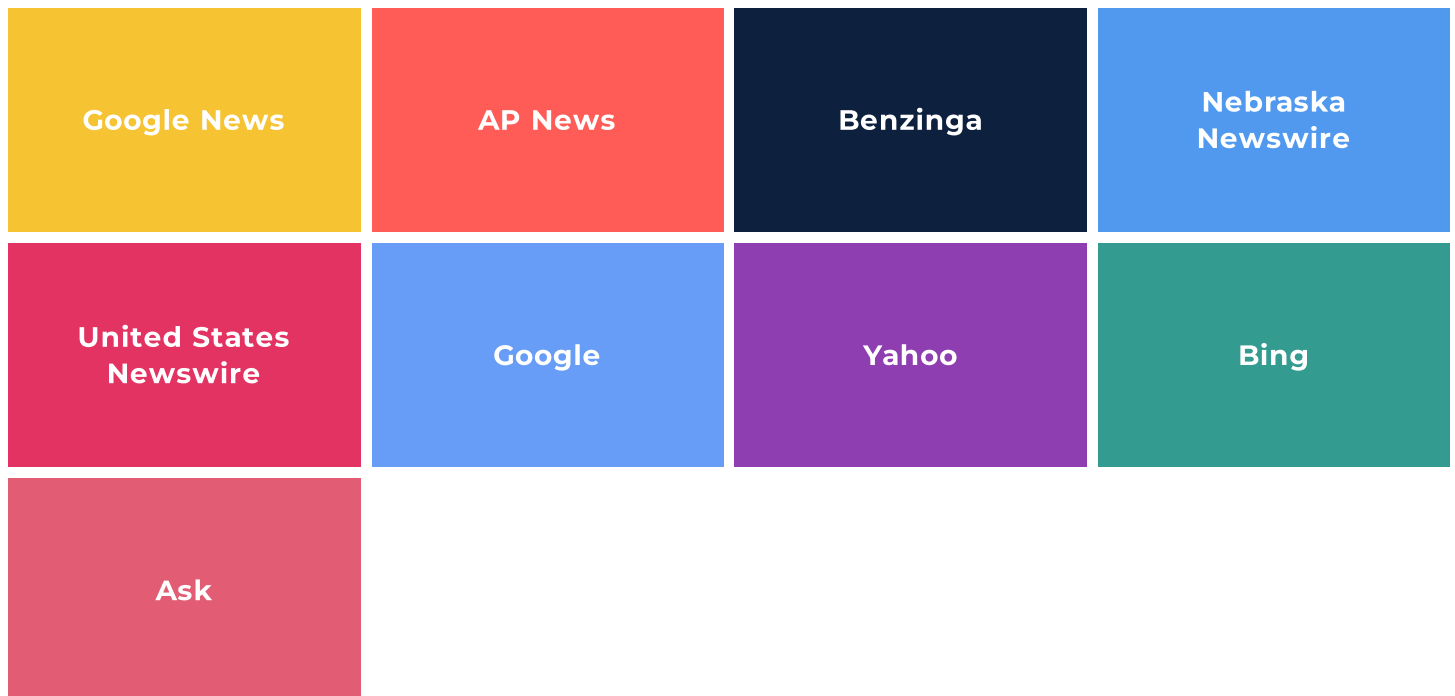 Google News
AP News
Benzinga
Nebraska
Newswire
United States
Newswire
Google
Yahoo
Bing
Ask